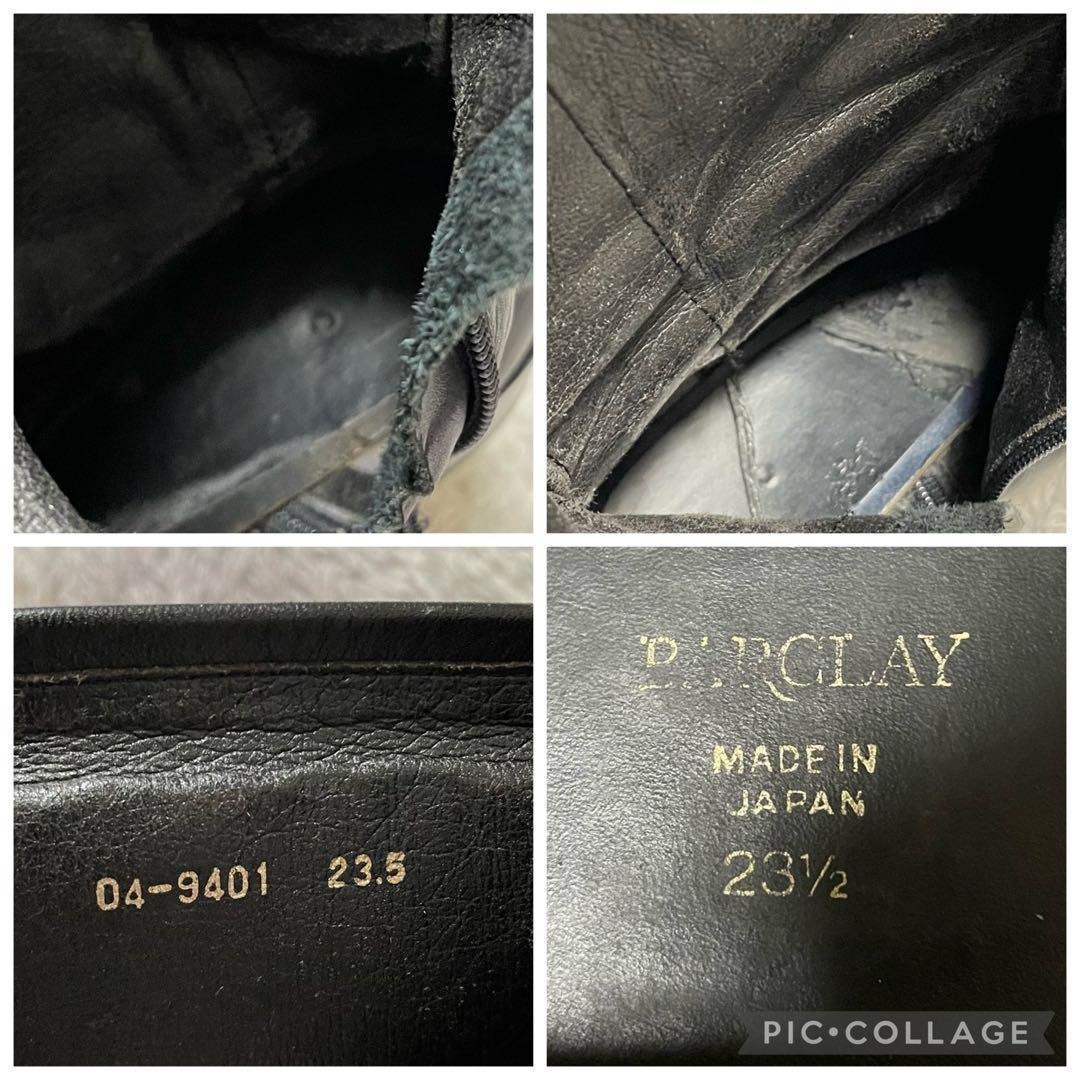 04-9401 23.5
BARCLAY
MADE IN
JAPAN
23½
PIC•COLLAGE